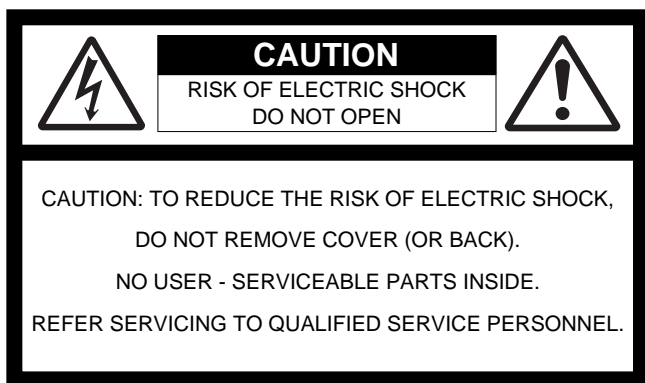 CAUTION
RISK OF ELECTRIC SHOCK
DO NOT OPEN
CAUTION: TO REDUCE THE RISK OF ELECTRIC SHOCK,
DO NOT REMOVE COVER (OR BACK).
NO USER - SERVICEABLE PARTS INSIDE.
REFER SERVICING TO QUALIFIED SERVICE PERSONNEL.